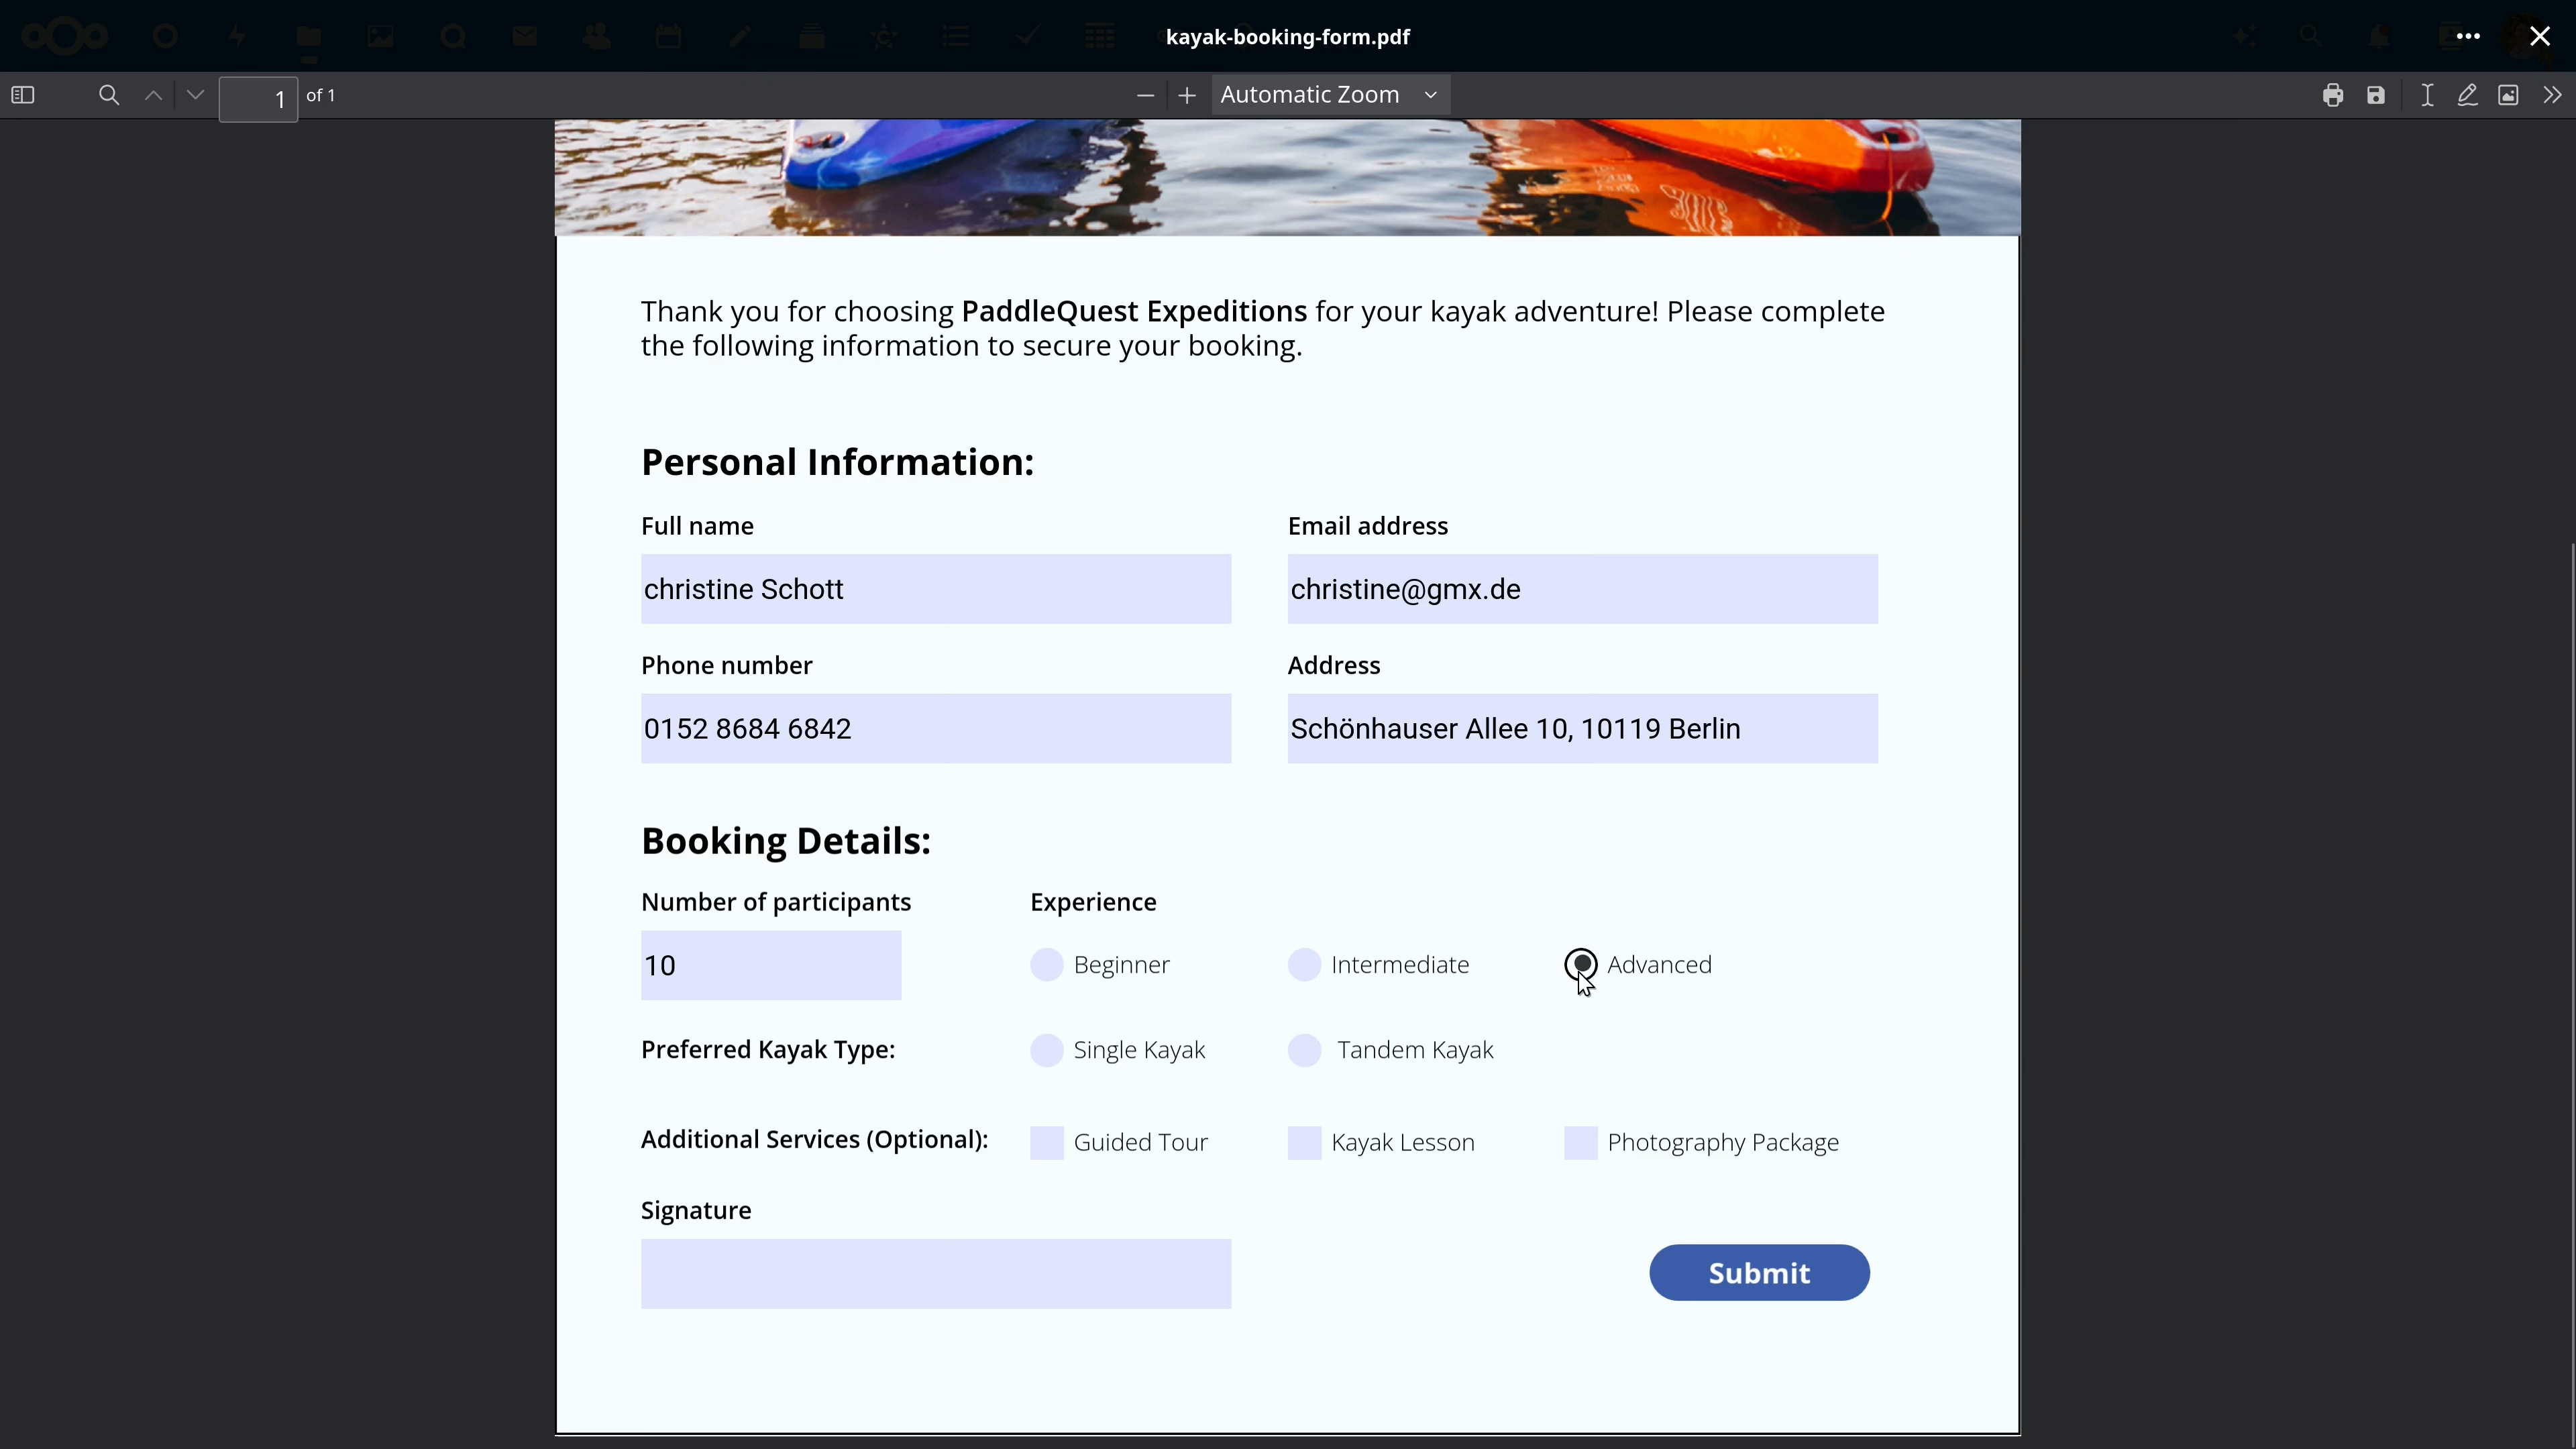 kayak-booking-form.pdf
1 of 1
Automatic Zoom
Thank you for choosing PaddleQuest Expeditions for your kayak adventure! Please complete
the following information to secure your booking.
Personal Information:
Full name Email address
christine Schott christine@gmx.de
Phone number Address
0152 8684 6842 Schönhauser Allee 10, 10119 Berlin
Booking Details:
Number of participants Experience
10 Beginner Intermediate Advanced
Preferred Kayak Type: Single Kayak Tandem Kayak
Additional Services (Optional): Guided Tour Kayak Lesson Photography Package
Signature
Submit